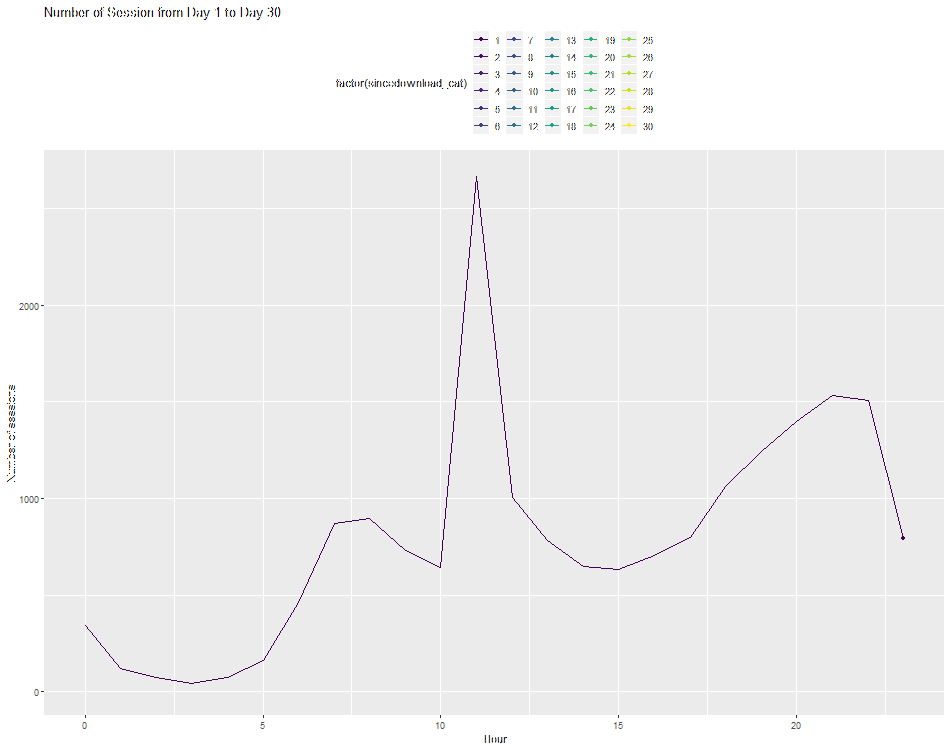 Number of Session from Day 1 to Day 30
factor(sincedownload_cat)
1 7 13 19 25
2 8 14 20 26
3 9 15 21 27
4 10 16 22 28
5 11 17 23 29
6 12 18 24 30
Number of sessions
2000
1000
0
0 5 10 15 20
Hour